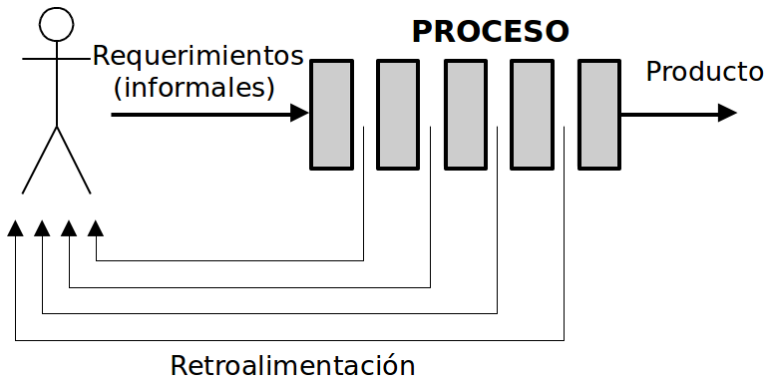 PROCESO
Requerimientos
(informales)
Producto
Retroalimentación